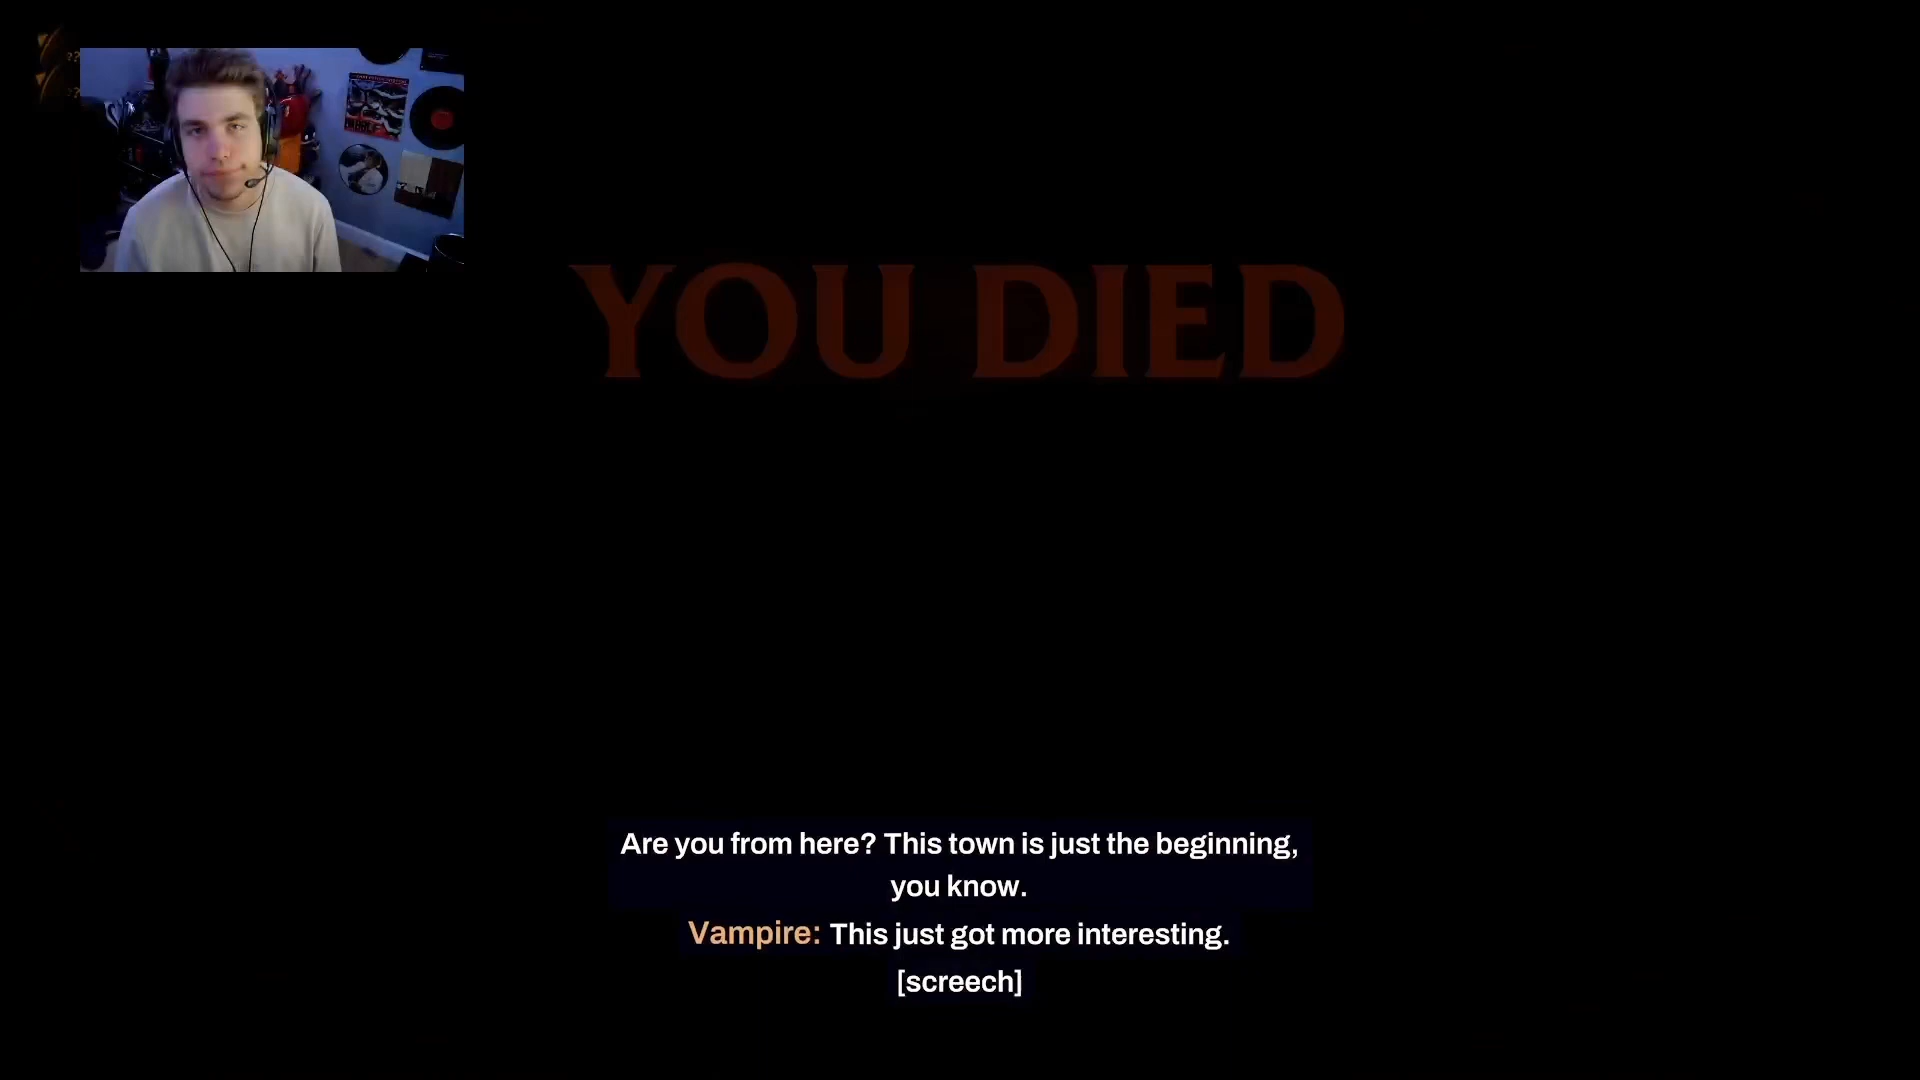 ??
??
YOU DIED
Are you from here? This town is just the beginning,
you know.
Vampire: This just got more interesting.
[screech]